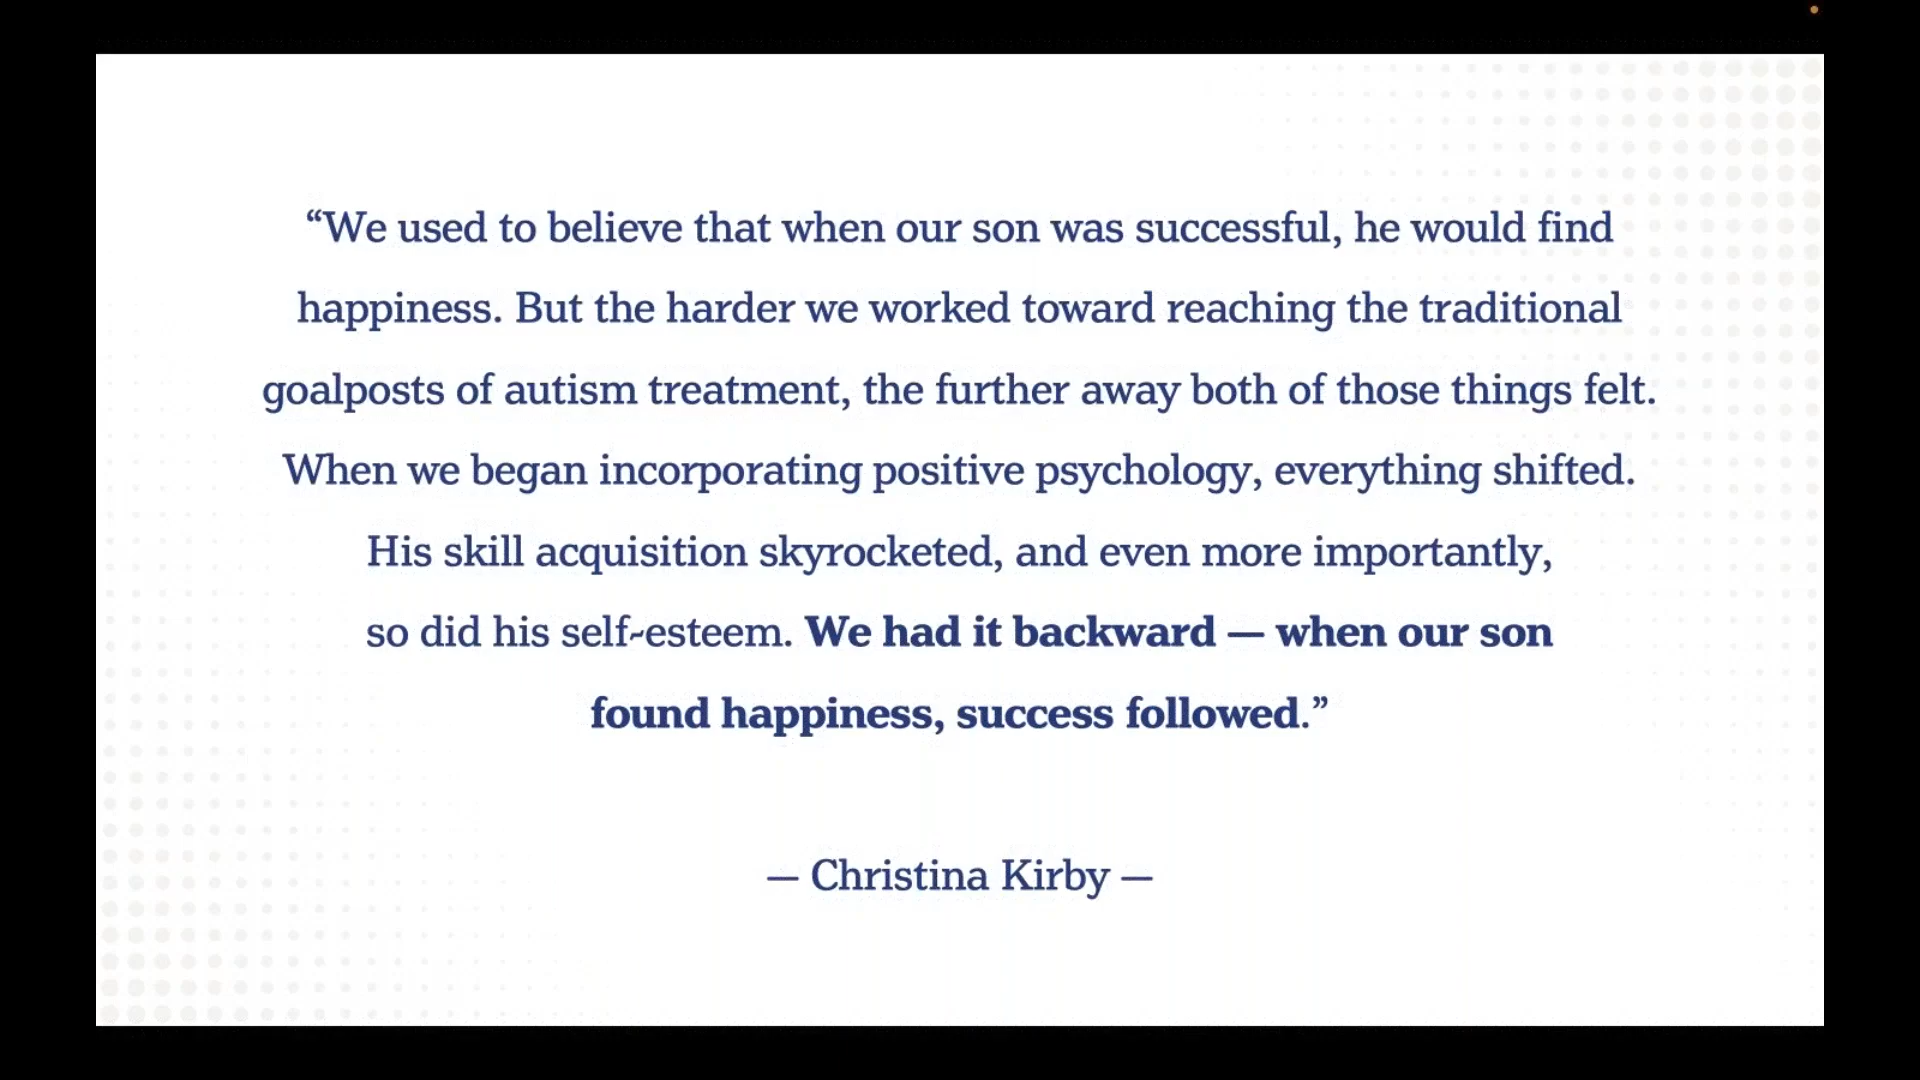 “We used to believe that when our son was successful, he would find
happiness. But the harder we worked toward reaching the traditional
goalposts of autism treatment, the further away both of those things felt.
When we began incorporating positive psychology, everything shifted.
His skill acquisition skyrocketed, and even more importantly,
so did his self-esteem. We had it backward — when our son
found happiness, success followed.”
— Christina Kirby —